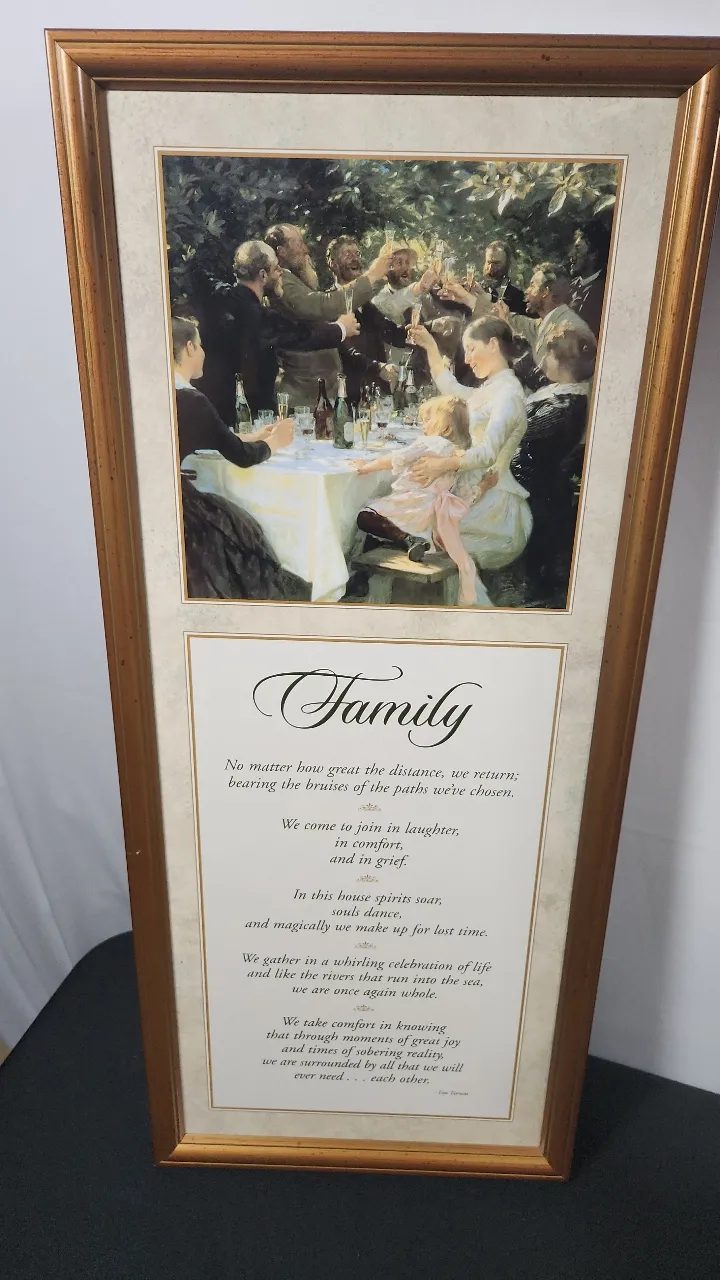 Family
No matter how great the distance, we return;
bearing the bruises of the paths we've chosen.
We come to join in laughter,
in comfort,
and in grief.
In this house spirits soar,
souls dance,
and magically we make up for lost time.
We gather in a whirling celebration of life
and like the rivers that run into the sea,
we are once again whole.
We take comfort in knowing
that through moments of great joy
and times of sobering reality,
we are surrounded by all that we will
ever need . . . each other.